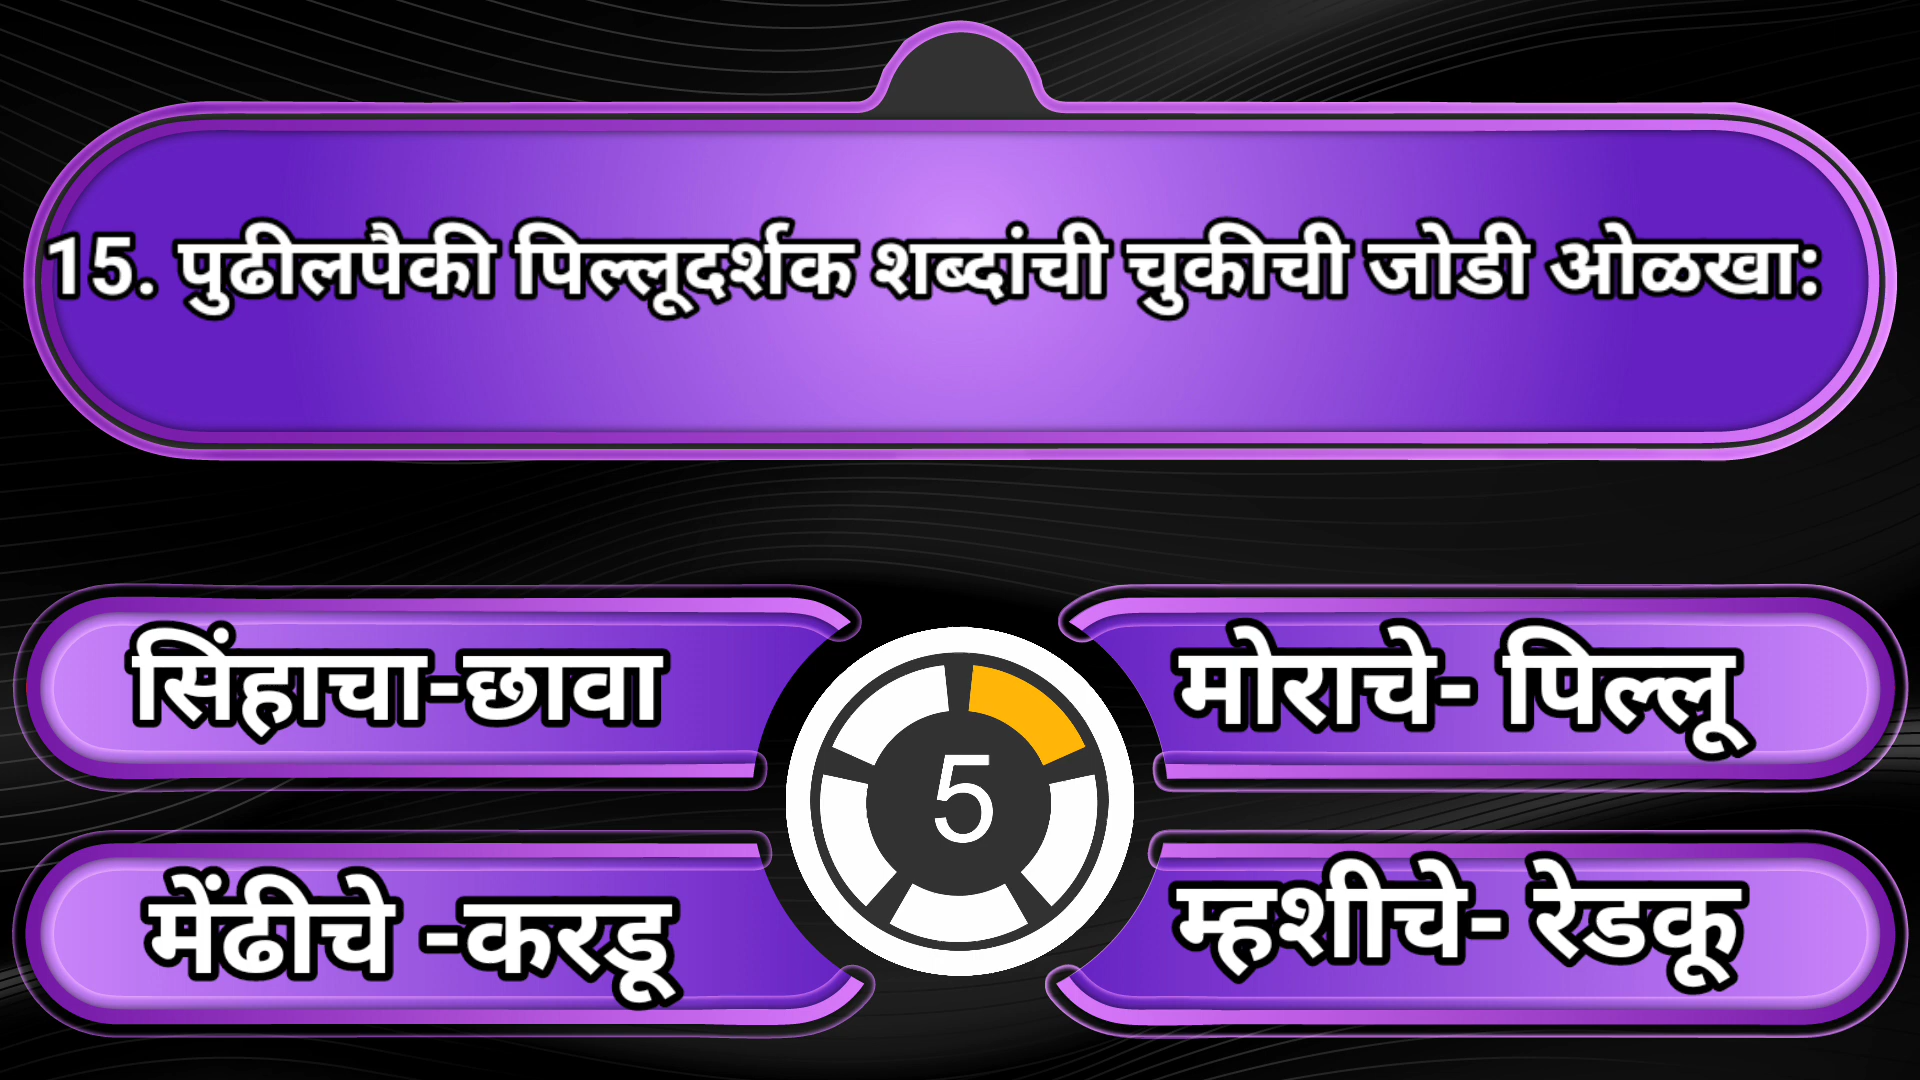 15. पुढीलपैकी पिल्लूदर्शक शब्दांची चुकीची जोडी ओळखा:
सिंहाचा-छावा
मोराचे- पिल्लू
5
मेंढीचे -करडू
म्हशीचे- रेडकू